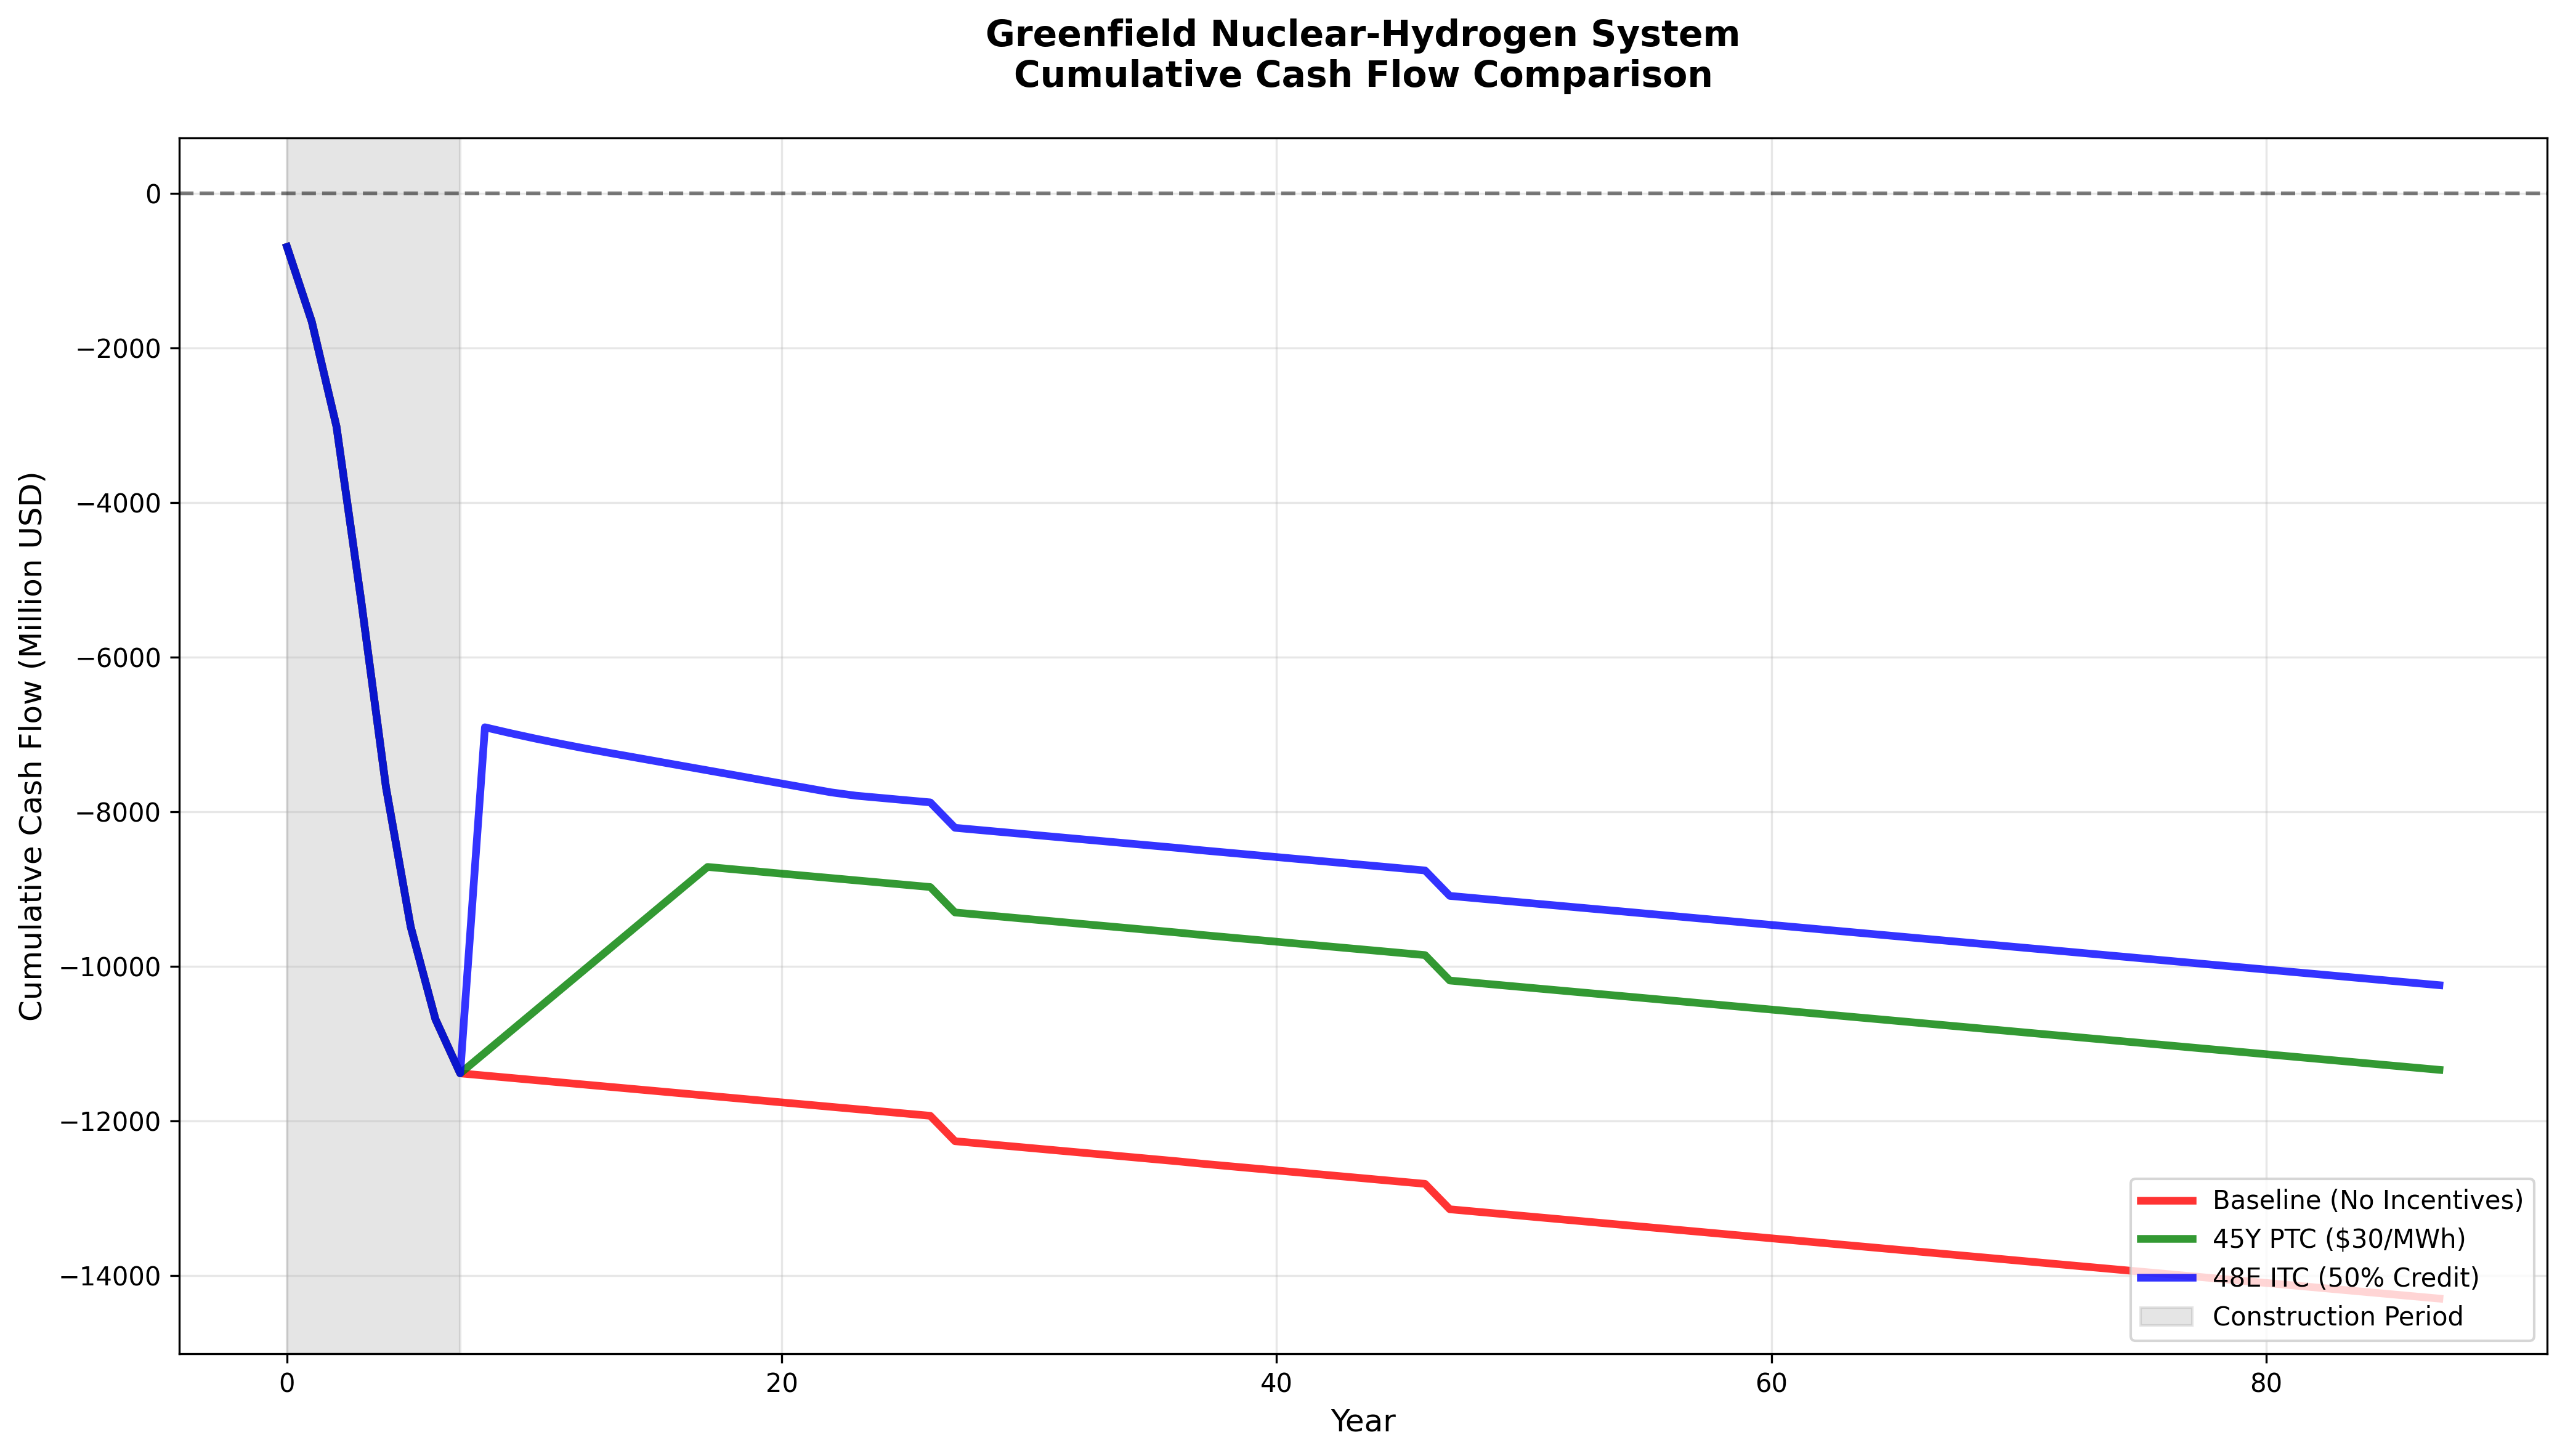 Greenfield Nuclear-Hydrogen System
Cumulative Cash Flow Comparison
Cumulative Cash Flow (Million USD)
0
−2000
−4000
−6000
−8000
−10000
−12000
−14000
0
20
40
60
80
Year
Baseline (No Incentives)
45Y PTC ($30/MWh)
48E ITC (50% Credit)
Construction Period